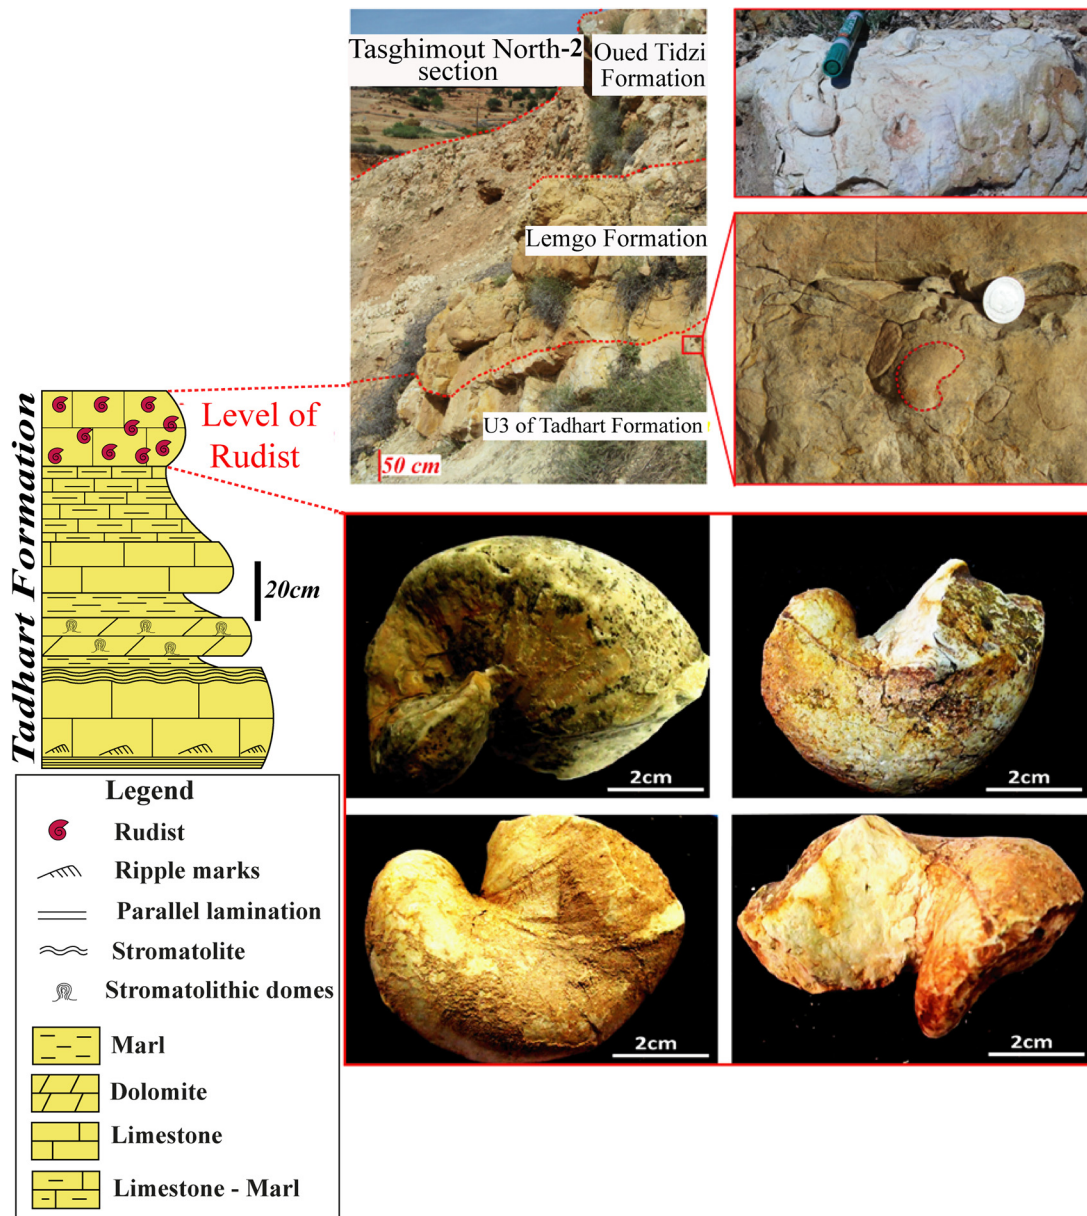 Tasghimout North-2
section
Oued Tidzi
Formation
Lemgo Formation
U3 of Tadhart Formation
50 cm
Tadhart Formation
Level of
Rudist
20cm
2cm
2cm
2cm
2cm
Legend
Rudist
Ripple marks
Parallel lamination
Stromatolite
Stromatolithic domes
Marl
Dolomite
Limestone
Limestone - Marl